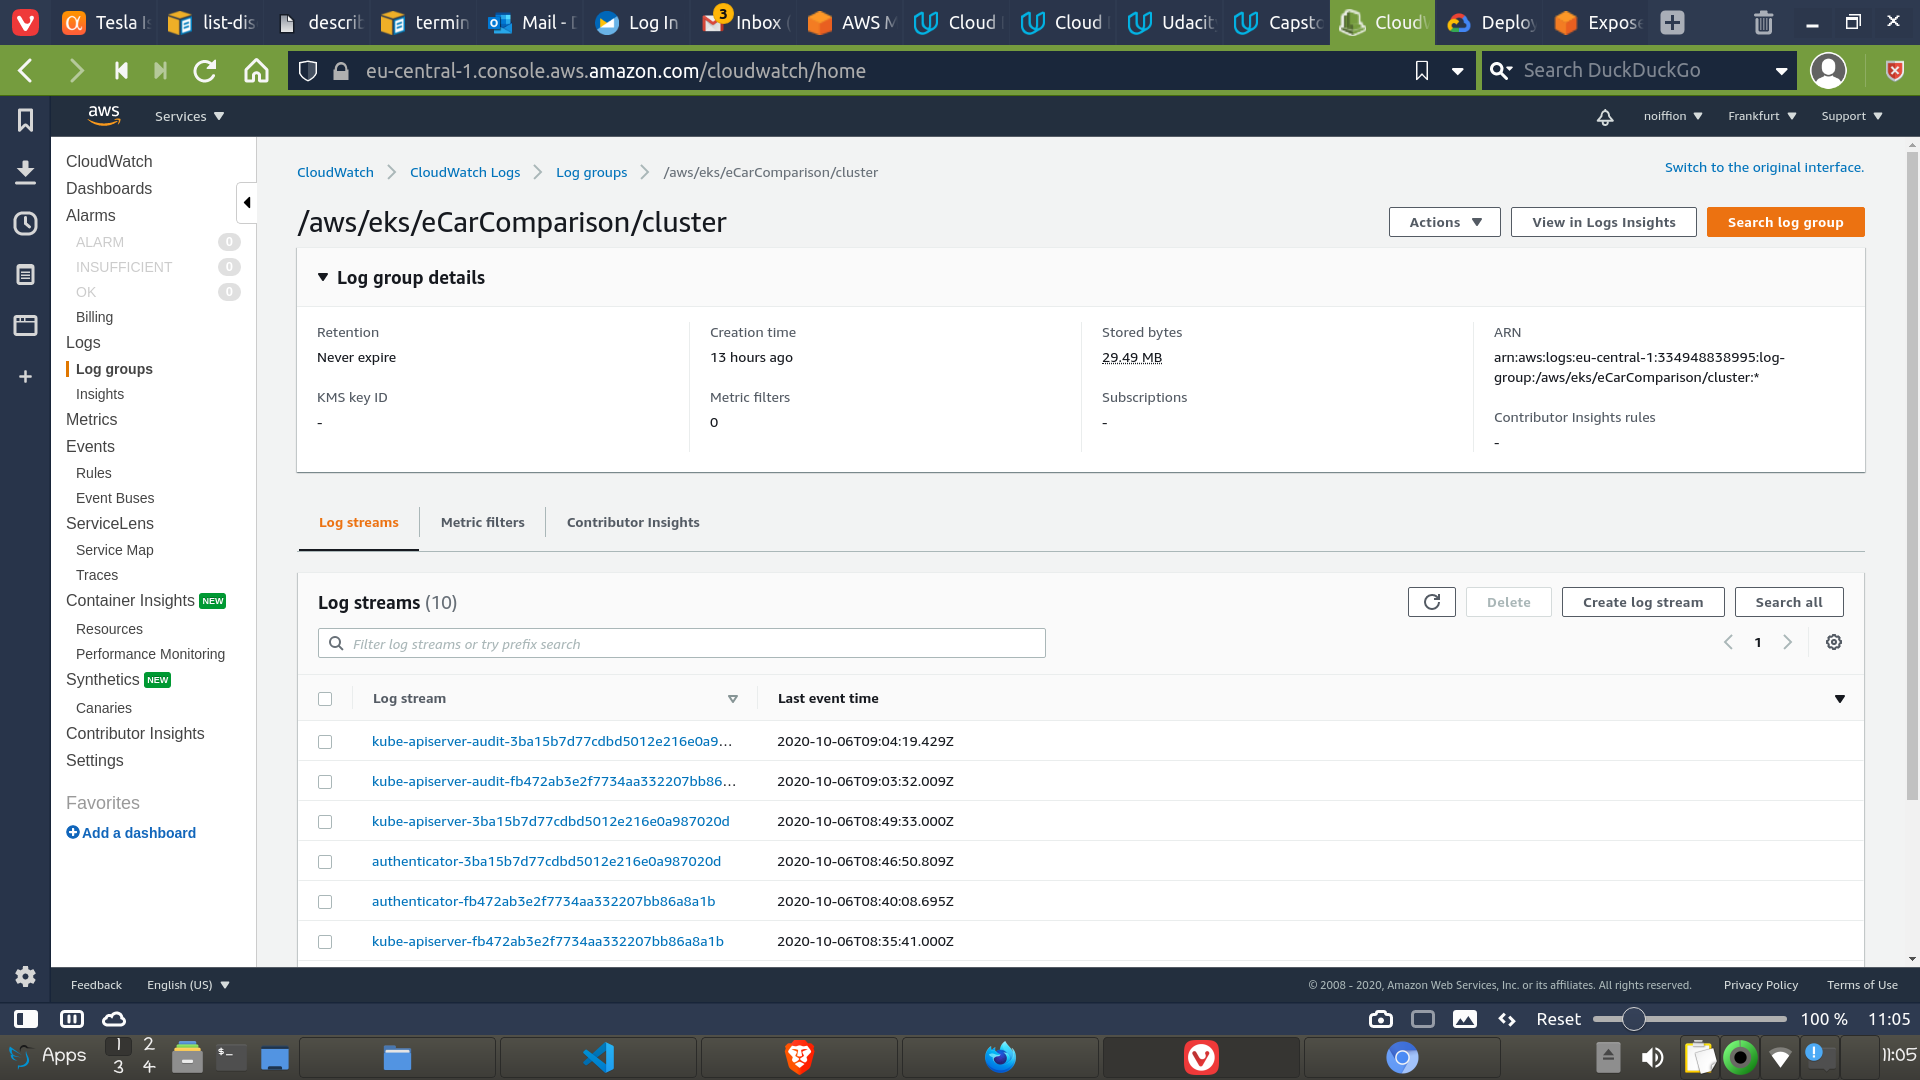 Tesla
list-dis
descrit
termin
Mail -
Log In
3
Inbox
AWS M
Cloud
Cloud
Udacit
Capsto
CloudW
Deploy
Expose
eu-central-1.console.aws.amazon.com/cloudwatch/home
Search DuckDuckGo
aws
Services
noiffion
Frankfurt
Support
CloudWatch
Dashboards
Alarms
ALARM 0
INSUFFICIENT 0
OK 0
Billing
Logs
Log groups
Insights
Metrics
Events
Rules
Event Buses
ServiceLens
Service Map
Traces
Container Insights NEW
Resources
Performance Monitoring
Synthetics NEW
Canaries
Contributor Insights
Settings
Favorites
Add a dashboard
CloudWatch
CloudWatch Logs
Log groups
/aws/eks/eCarComparison/cluster
Switch to the original interface.
/aws/eks/eCarComparison/cluster
Actions
View in Logs Insights
Search log group
Log group details
Retention
Never expire
KMS key ID
-
Creation time
13 hours ago
Metric filters
0
Stored bytes
29.49 MB
Subscriptions
-
ARN
arn:aws:logs:eu-central-1:334948838995:log-
group:/aws/eks/eCarComparison/cluster:*
Contributor Insights rules
-
Log streams
Metric filters
Contributor Insights
Log streams (10)
Delete
Create log stream
Search all
Filter log streams or try prefix search
1
Log stream
Last event time
kube-apiserver-audit-3ba15b7d77cdbd5012e216e0a9... 2020-10-06T09:04:19.429Z
kube-apiserver-audit-fb472ab3e2f7734aa332207bb86... 2020-10-06T09:03:32.009Z
kube-apiserver-3ba15b7d77cdbd5012e216e0a987020d 2020-10-06T08:49:33.000Z
authenticator-3ba15b7d77cdbd5012e216e0a987020d 2020-10-06T08:46:50.809Z
authenticator-fb472ab3e2f7734aa332207bb86a8a1b 2020-10-06T08:40:08.695Z
kube-apiserver-fb472ab3e2f7734aa332207bb86a8a1b 2020-10-06T08:35:41.000Z
Feedback
English (US)
© 2008 - 2020, Amazon Web Services, Inc. or its affiliates. All rights reserved.
Privacy Policy
Terms of Use
Reset
100 %
11:05
Apps
1 2
3 4
11:05